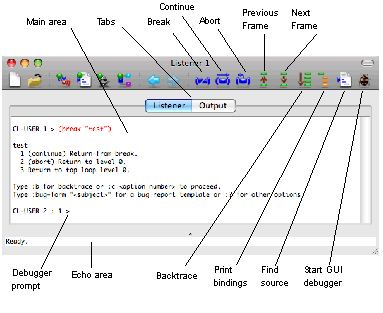 Continue
Previous
Frame
Next
Frame
Main area
Tabs
Break
Abort
Listener 1
Listener
Output
CL-USER 1 > (break "test")
test
1 (continue) Return from break.
2 (abort) Return to level 0.
3 Return to top loop level 0.
Type :b for backtrace or :c <option number> to proceed.
Type :bug-form "<subject>" for a bug report template or :? for other options.
CL-USER 2 : 1 >
Ready.
Debugger
prompt
Echo area
Backtrace
Print
bindings
Find
source
Start GUI
debugger